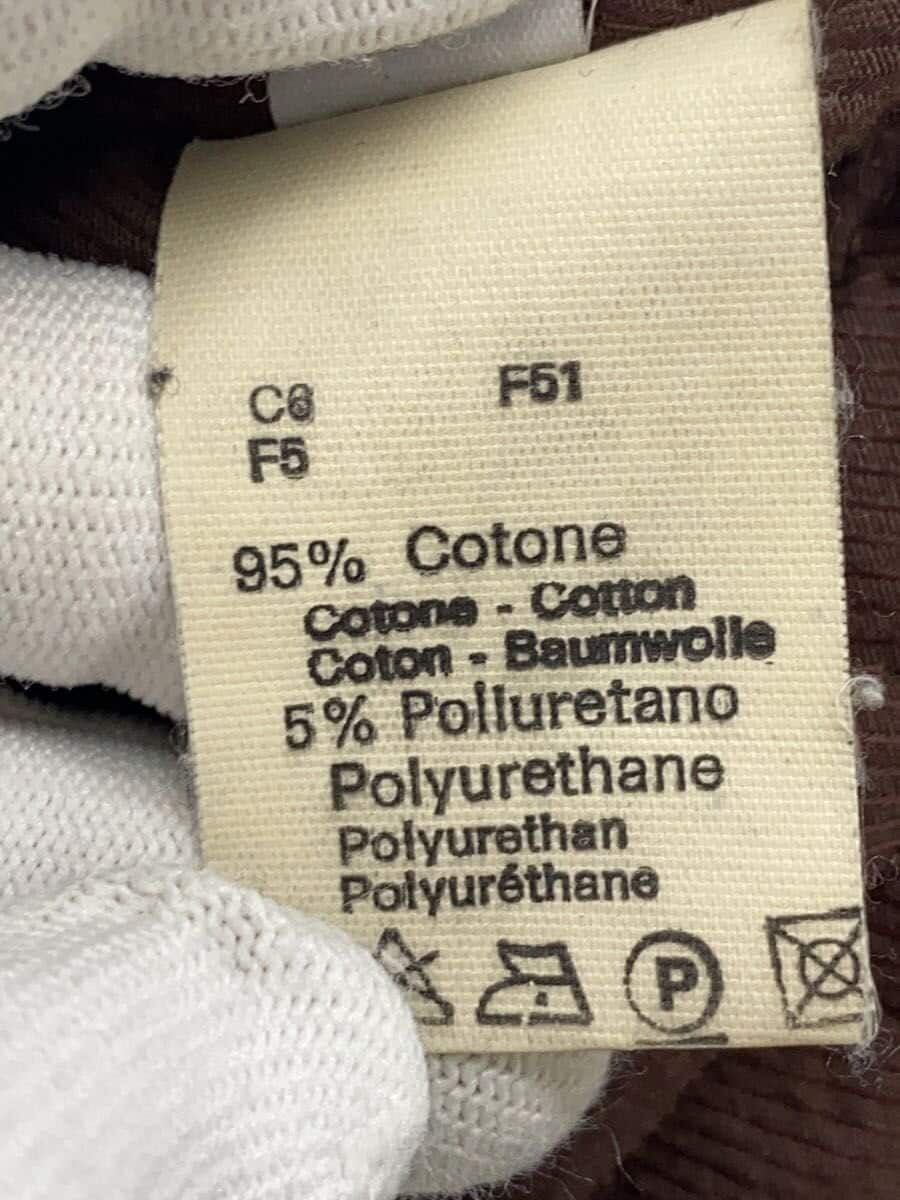 C6 F51
F5
95% Cotone
Cotone - Cotton
Coton - Baumwolle
5% Poliuretano
Polyurethane
Polyurethan
Polyuréthane
P